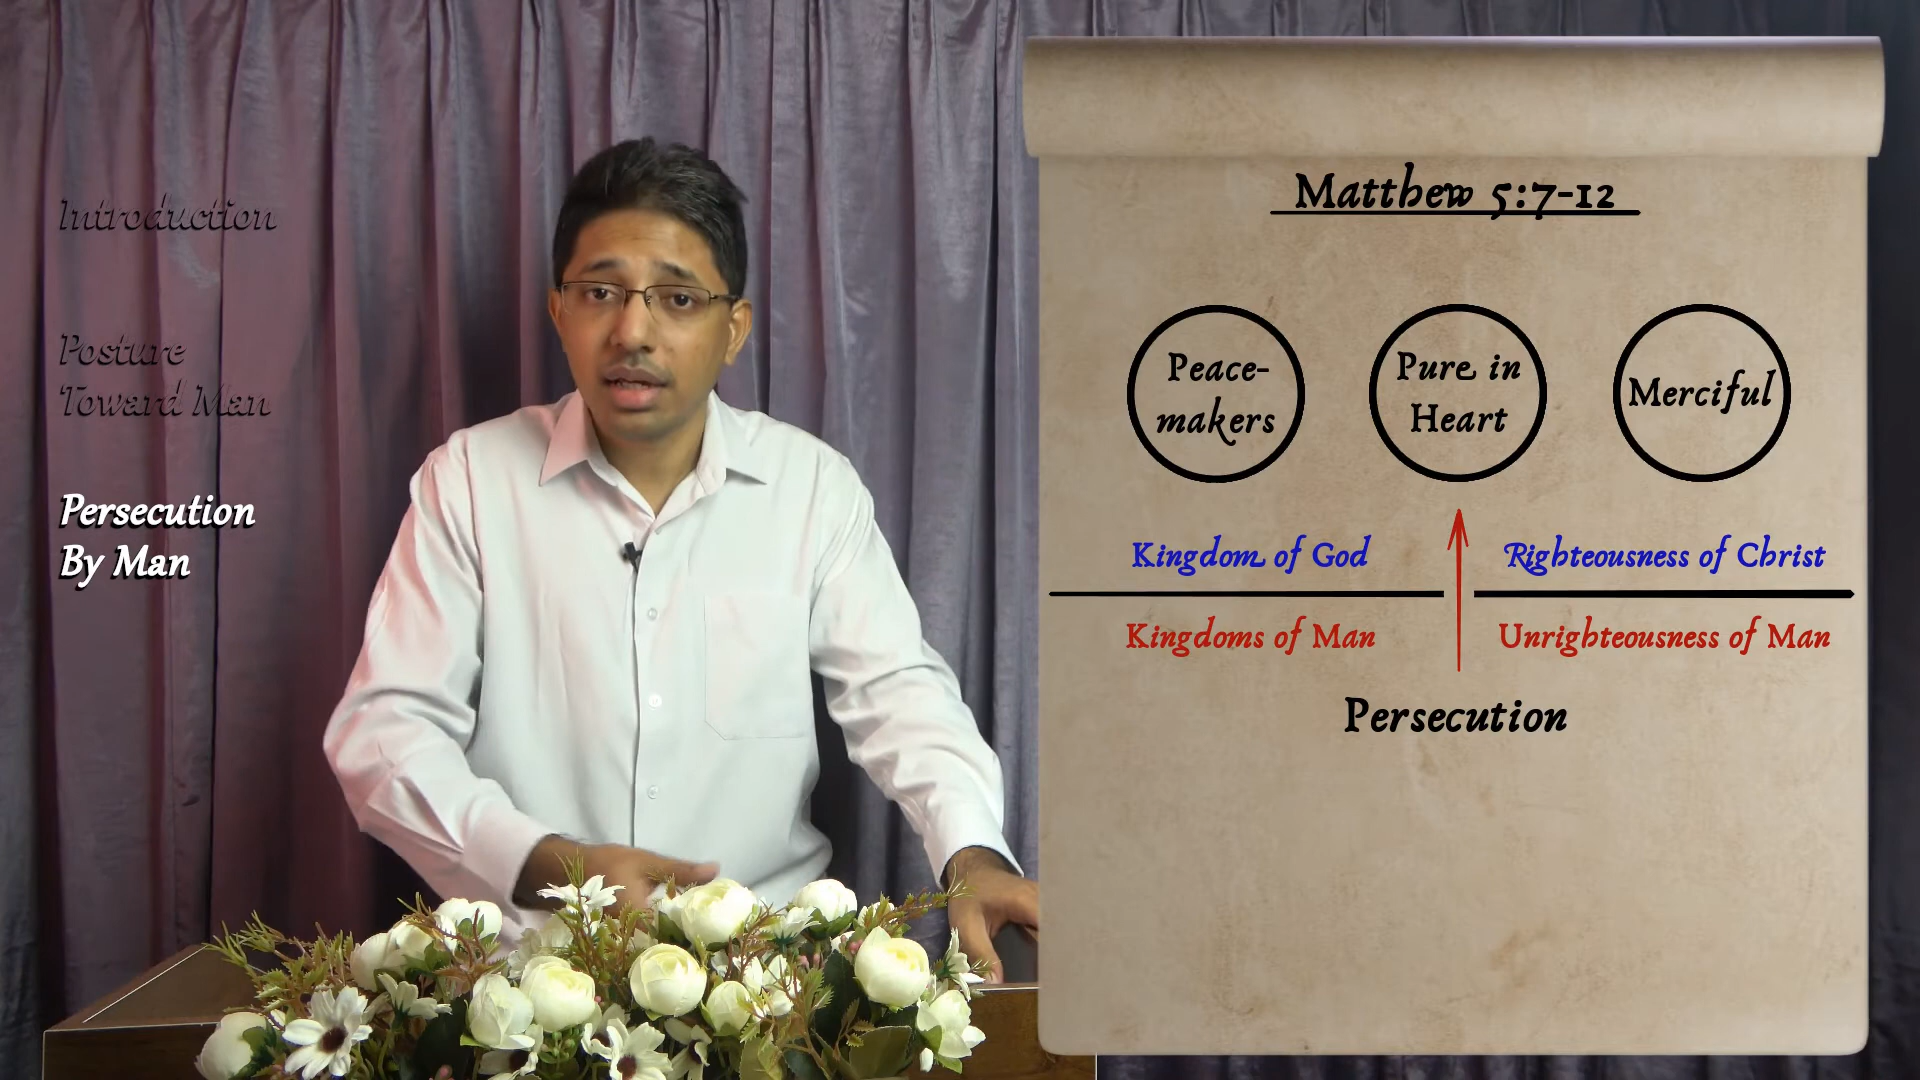 Introduction
Posture
Toward Man
Persecution
By Man
Matthew 5:7-12
Peace-
makers
Pure in
Heart
Merciful
Kingdom of God
Righteousness of Christ
Kingdoms of Man
Unrighteousness of Man
Persecution